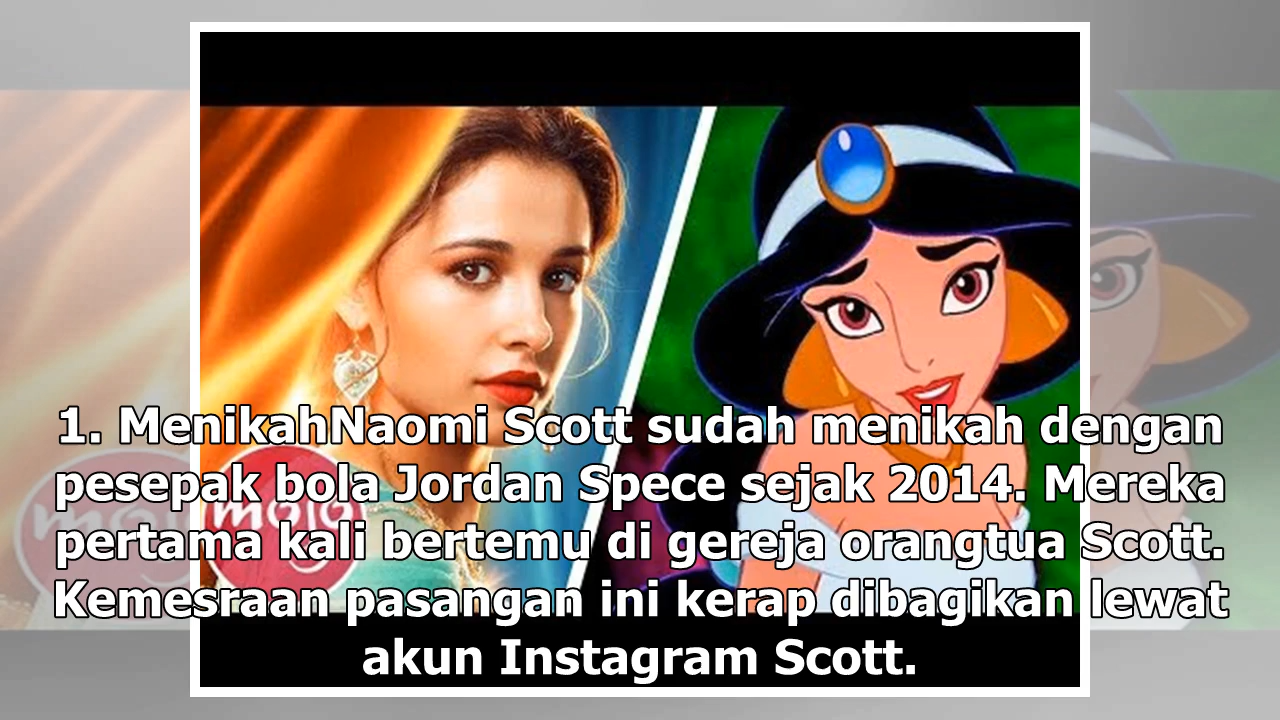 1. MenikahNaomi Scott sudah menikah dengan
pesepak bola Jordan Spece sejak 2014. Mereka
pertama kali bertemu di gereja orangtua Scott.
Kemesraan pasangan ini kerap dibagikan lewat
akun Instagram Scott.
mojo